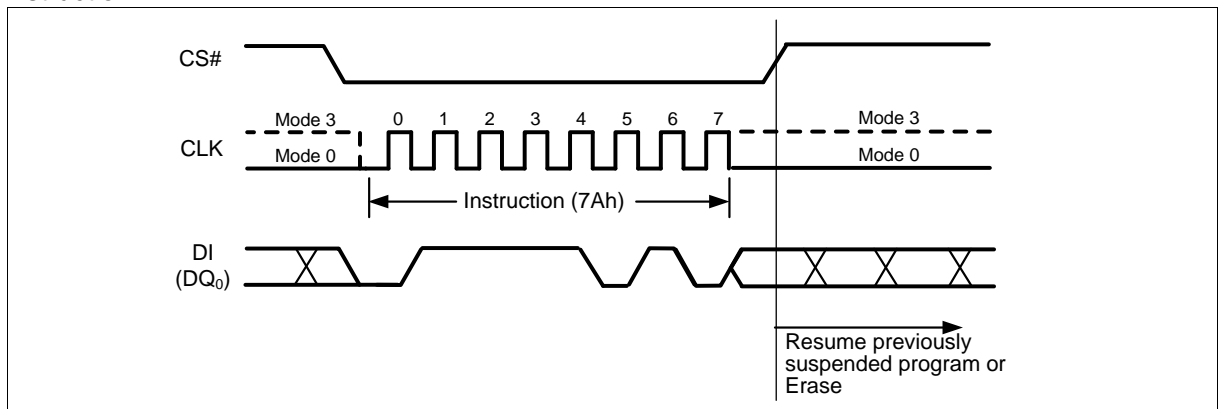 CS#
Mode 3 0 1 2 3 4 5 6 7 Mode 3
CLK
Mode 0 Mode 0
Instruction (7Ah)
DI
(DQ₀)
Resume previously
suspended program or
Erase